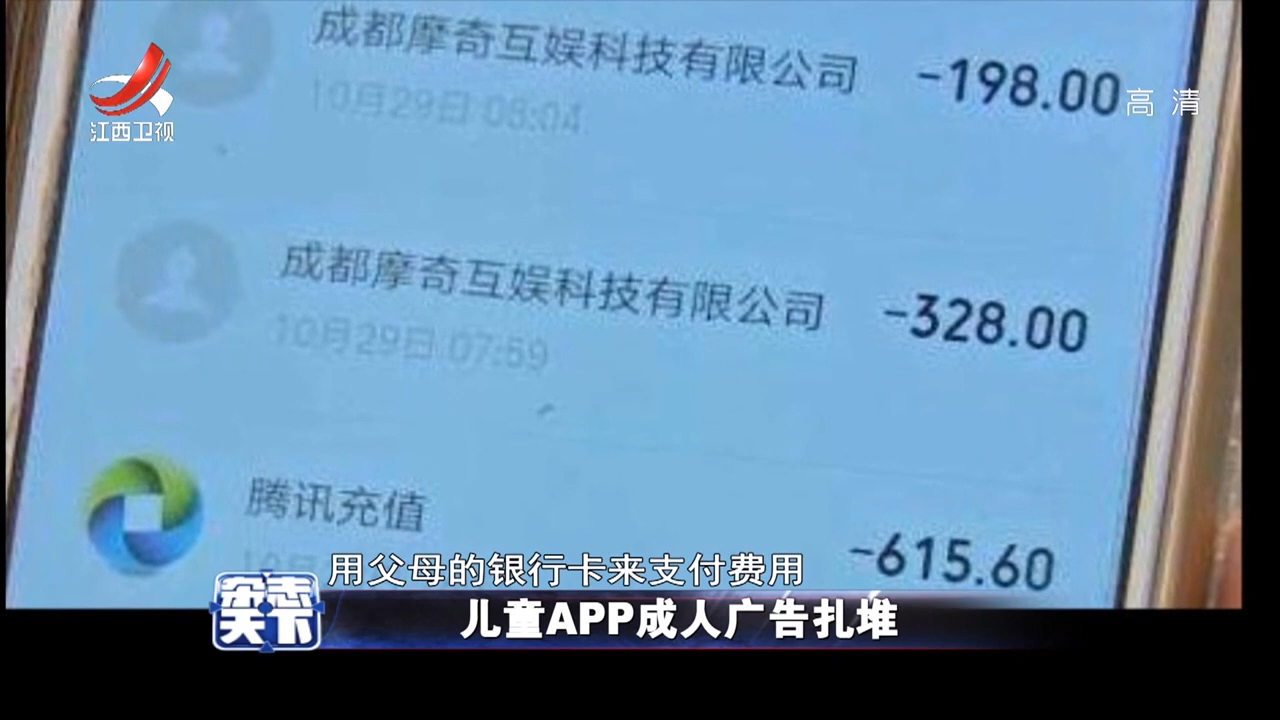 成都摩奇互娱科技有限公司 -198.00
高清
10月29日 08:04
江西卫视
成都摩奇互娱科技有限公司 -328.00
10月29日 07:59
腾讯充值
-615.60
用父母的银行卡来支付费用
杂志天下
儿童APP成人广告扎堆